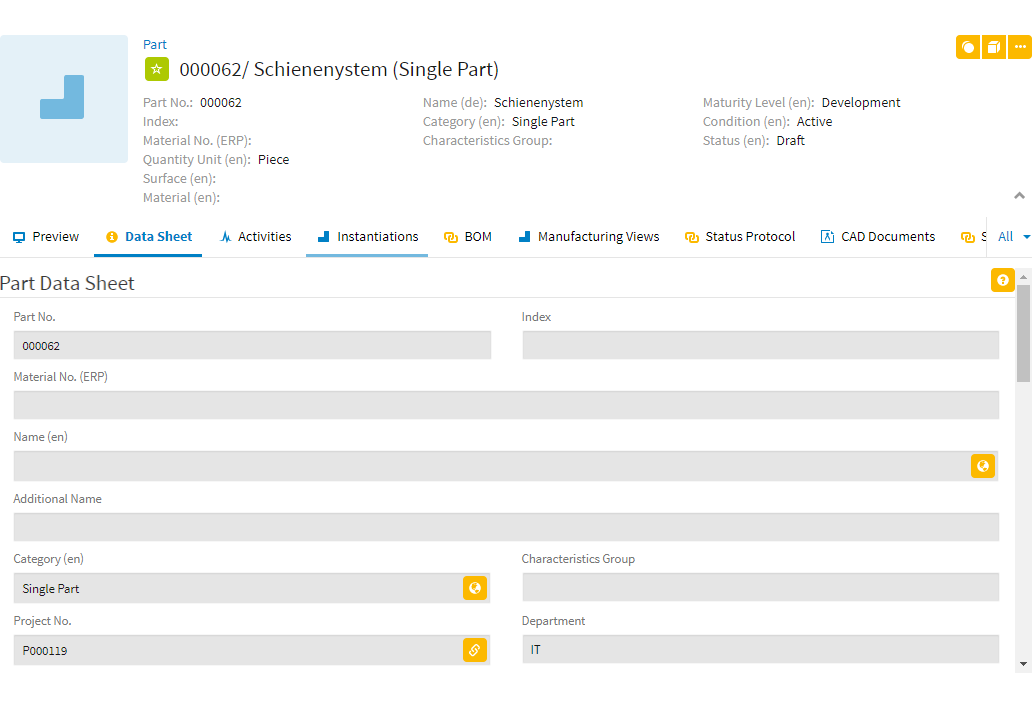 Part
000062/ Schienenystem (Single Part)
Part No.: 000062
Index:
Material No. (ERP):
Quantity Unit (en): Piece
Surface (en):
Material (en):
Name (de): Schienenystem
Category (en): Single Part
Characteristics Group:
Maturity Level (en): Development
Condition (en): Active
Status (en): Draft
Preview Data Sheet Activities Instantiations BOM Manufacturing Views Status Protocol CAD Documents All
Part Data Sheet
Part No. Index
000062
Material No. (ERP)
Name (en)
Additional Name
Category (en) Characteristics Group
Single Part
Project No. Department
P000119 IT